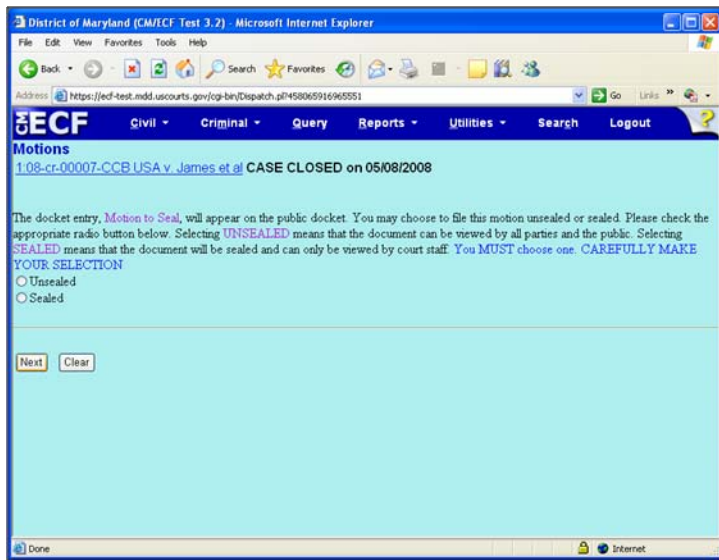 District of Maryland (CM/ECF Test 3.2) - Microsoft Internet Explorer
File Edit View Favorites Tools Help
Back Search Favorites
Address https://ecf-test.mdd.uscourts.gov/cgi-bin/Dispatch.pl?458065916965551 Go Links »
CM ECF Civil Criminal Query Reports Utilities Search Logout ?
Motions
1:08-cr-00007-CCB USA v. James et al CASE CLOSED on 05/08/2008
The docket entry, Motion to Seal, will appear on the public docket. You may choose to file this motion unsealed or sealed. Please check the
appropriate radio button below. Selecting UNSEALED means that the document can be viewed by all parties and the public. Selecting
SEALED means that the document will be sealed and can only be viewed by court staff. You MUST choose one. CAREFULLY MAKE
YOUR SELECTION
Unsealed
Sealed
Next Clear
Done Internet